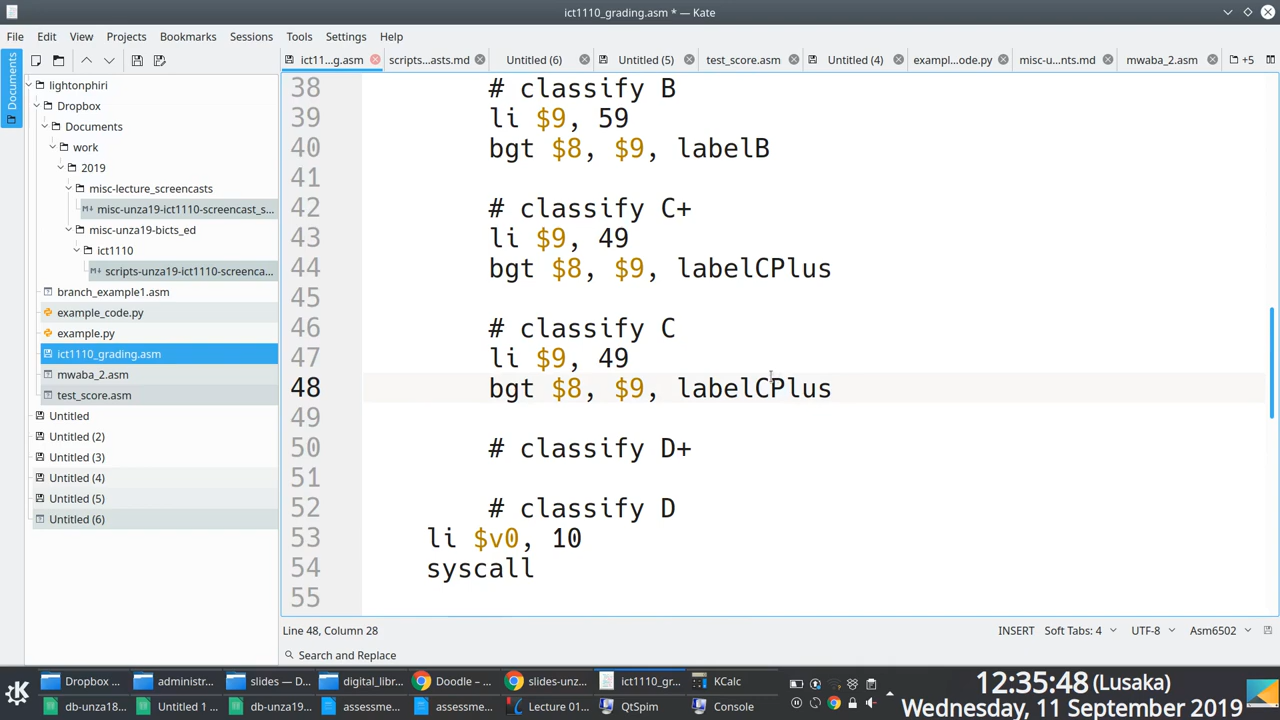 ict1110_grading.asm * — Kate
File Edit View Projects Bookmarks Sessions Tools Settings Help
Documents
ict11...g.asm scripts...asts.md Untitled (6) Untitled (5) test_score.asm Untitled (4) exampl...ode.py misc-u...nts.md mwaba_2.asm +5
lightonphiri
Dropbox
Documents
work
2019
misc-lecture_screencasts
misc-unza19-ict1110-screencast_s...
misc-unza19-bicts_ed
ict1110
scripts-unza19-ict1110-screenca...
branch_example1.asm
example_code.py
example.py
ict1110_grading.asm
mwaba_2.asm
test_score.asm
Untitled
Untitled (2)
Untitled (3)
Untitled (4)
Untitled (5)
Untitled (6)
38 # classify B
39 li $9, 59
40 bgt $8, $9, labelB
41
42 # classify C+
43 li $9, 49
44 bgt $8, $9, labelCPlus
45
46 # classify C
47 li $9, 49
48 bgt $8, $9, labelCPlus
49
50 # classify D+
51
52 # classify D
53 li $v0, 10
54 syscall
55
Line 48, Column 28 INSERT Soft Tabs: 4 UTF-8 Asm6502
Search and Replace
Dropbox ... administr... slides — D... digital_libr... Doodle – ... slides-unz... ict1110_gr... KCalc
db-unza18... Untitled 1 ... db-unza19... assessme... assessme... Lecture 01... QtSpim Console
12:35:48 (Lusaka)
Wednesday, 11 September 2019